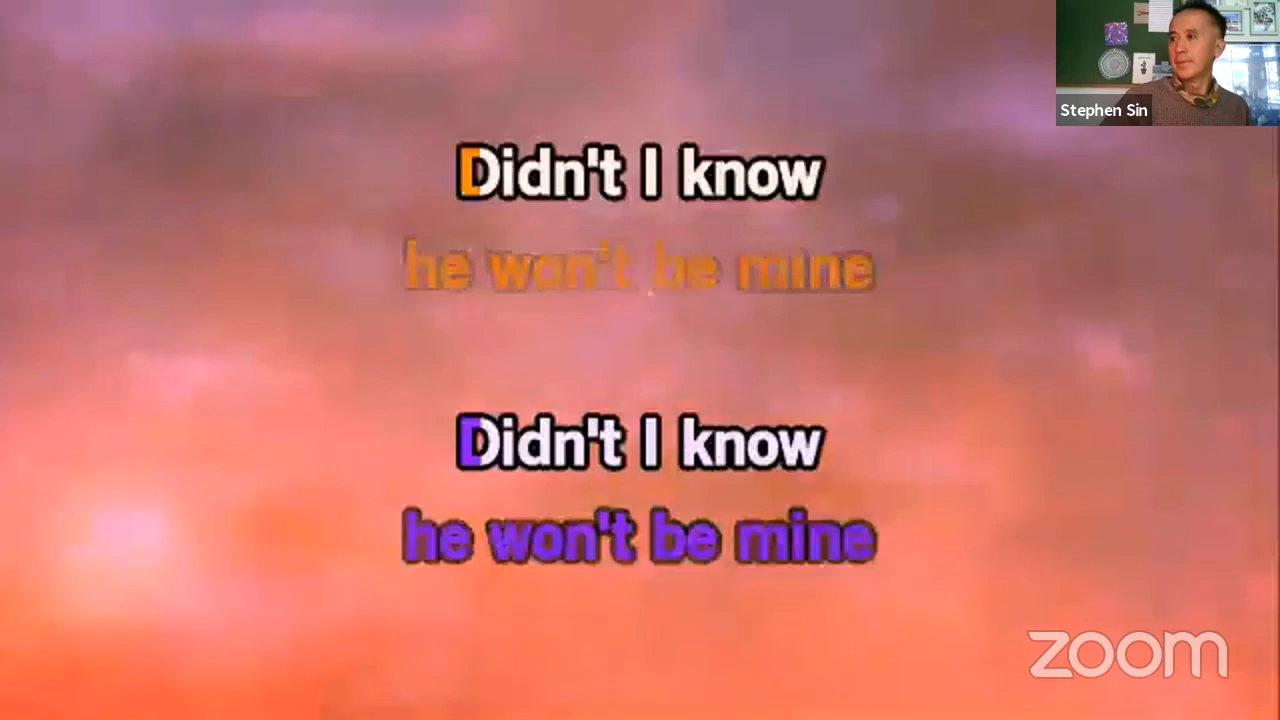 Stephen Sin
Didn't I know
he won't be mine
Didn't I know
he won't be mine
zoom